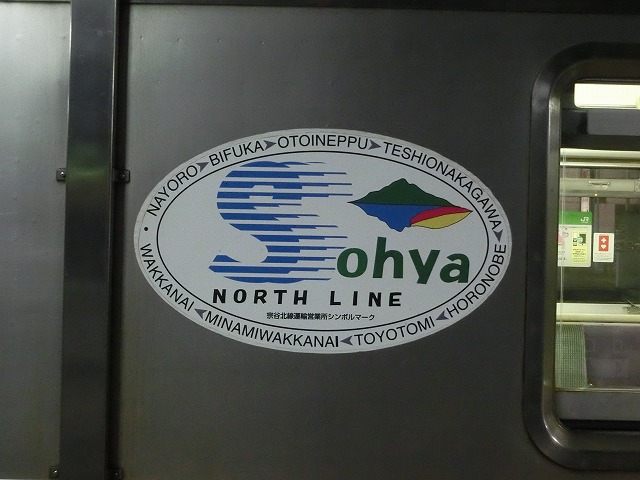 NAYORO➤BIFUKA➤OTOINEPPU➤TESHIONAKAGAWA➤HORONOBE➤TOYOTOMI➤MINAMIWAKKANAI➤WAKKANAI •
Sohya
NORTH LINE
宗谷北線運輸営業所シンボルマーク